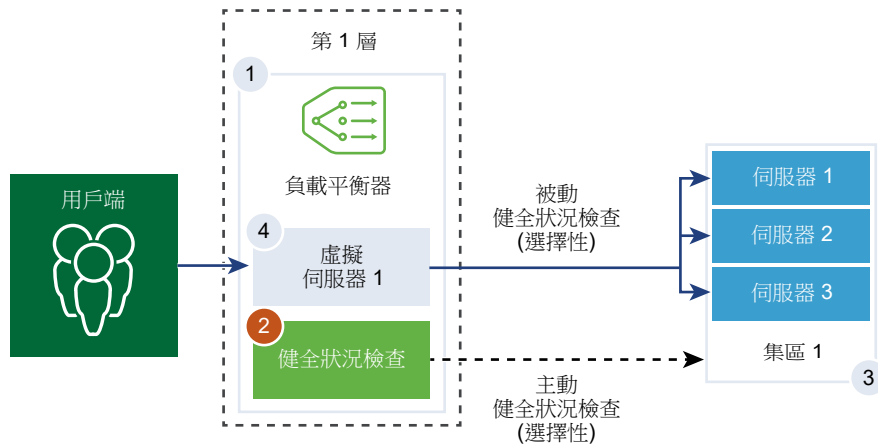 第 1 層
1
負載平衡器
用戶端
4
虛擬
伺服器 1
2
健全狀況檢查
被動
健全狀況檢查
(選擇性)
主動
健全狀況檢查
(選擇性)
伺服器 1
伺服器 2
伺服器 3
集區 1
3